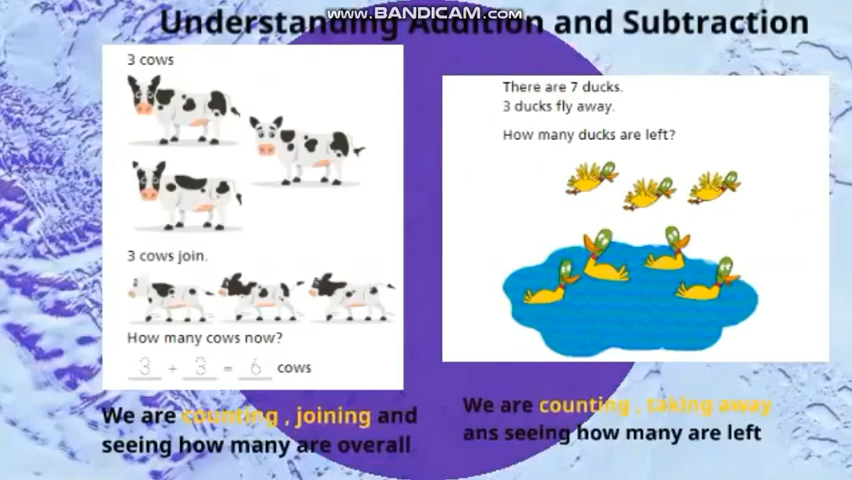 www.BANDICAM.com
Understanding Addition and Subtraction
3 cows
3 cows join.
How many cows now?
3 + 3 = 6 cows
We are counting , joining and
seeing how many are overall
There are 7 ducks.
3 ducks fly away.
How many ducks are left?
We are counting , taking away
ans seeing how many are left